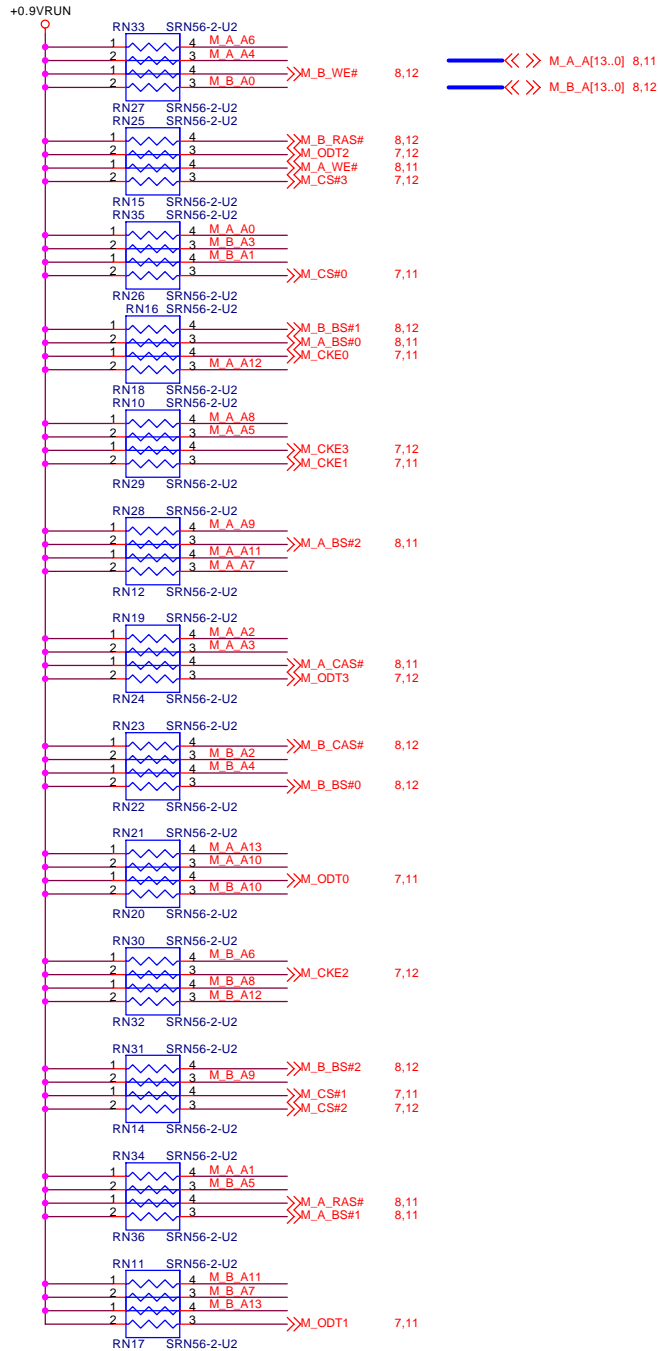 +0.9VRUN
RN33 SRN56-2-U2
1 4 M_A_A6
2 3 M_A_A4
1 4 M_B_WE# 8,12
2 3 M_B_A0
RN27 SRN56-2-U2
M_A_A[13..0] 8,11
M_B_A[13..0] 8,12
RN25 SRN56-2-U2
1 4 M_B_RAS# 8,12
2 3 M_ODT2 7,12
1 4 M_A_WE# 8,11
2 3 M_CS#3 7,12
RN15 SRN56-2-U2
RN35 SRN56-2-U2
1 4 M_A_A0
2 3 M_B_A3
1 4 M_B_A1
2 3 M_CS#0 7,11
RN26 SRN56-2-U2
RN16 SRN56-2-U2
1 4 M_B_BS#1 8,12
2 3 M_A_BS#0 8,11
1 4 M_CKE0 7,11
2 3 M_A_A12
RN18 SRN56-2-U2
RN10 SRN56-2-U2
1 4 M_A_A8
2 3 M_A_A5
1 4 M_CKE3 7,12
2 3 M_CKE1 7,11
RN29 SRN56-2-U2
RN28 SRN56-2-U2
1 4 M_A_A9
2 3 M_A_BS#2 8,11
1 4 M_A_A11
2 3 M_A_A7
RN12 SRN56-2-U2
RN19 SRN56-2-U2
1 4 M_A_A2
2 3 M_A_A3
1 4 M_A_CAS# 8,11
2 3 M_ODT3 7,12
RN24 SRN56-2-U2
RN23 SRN56-2-U2
1 4 M_B_CAS# 8,12
2 3 M_B_A2
1 4 M_B_A4
2 3 M_B_BS#0 8,12
RN22 SRN56-2-U2
RN21 SRN56-2-U2
1 4 M_A_A13
2 3 M_A_A10
1 4 M_ODT0 7,11
2 3 M_B_A10
RN20 SRN56-2-U2
RN30 SRN56-2-U2
1 4 M_B_A6
2 3 M_CKE2 7,12
1 4 M_B_A8
2 3 M_B_A12
RN32 SRN56-2-U2
RN31 SRN56-2-U2
1 4 M_B_BS#2 8,12
2 3 M_B_A9
1 4 M_CS#1 7,11
2 3 M_CS#2 7,12
RN14 SRN56-2-U2
RN34 SRN56-2-U2
1 4 M_A_A1
2 3 M_B_A5
1 4 M_A_RAS# 8,11
2 3 M_A_BS#1 8,11
RN36 SRN56-2-U2
RN11 SRN56-2-U2
1 4 M_B_A11
2 3 M_B_A7
1 4 M_B_A13
2 3 M_ODT1 7,11
RN17 SRN56-2-U2